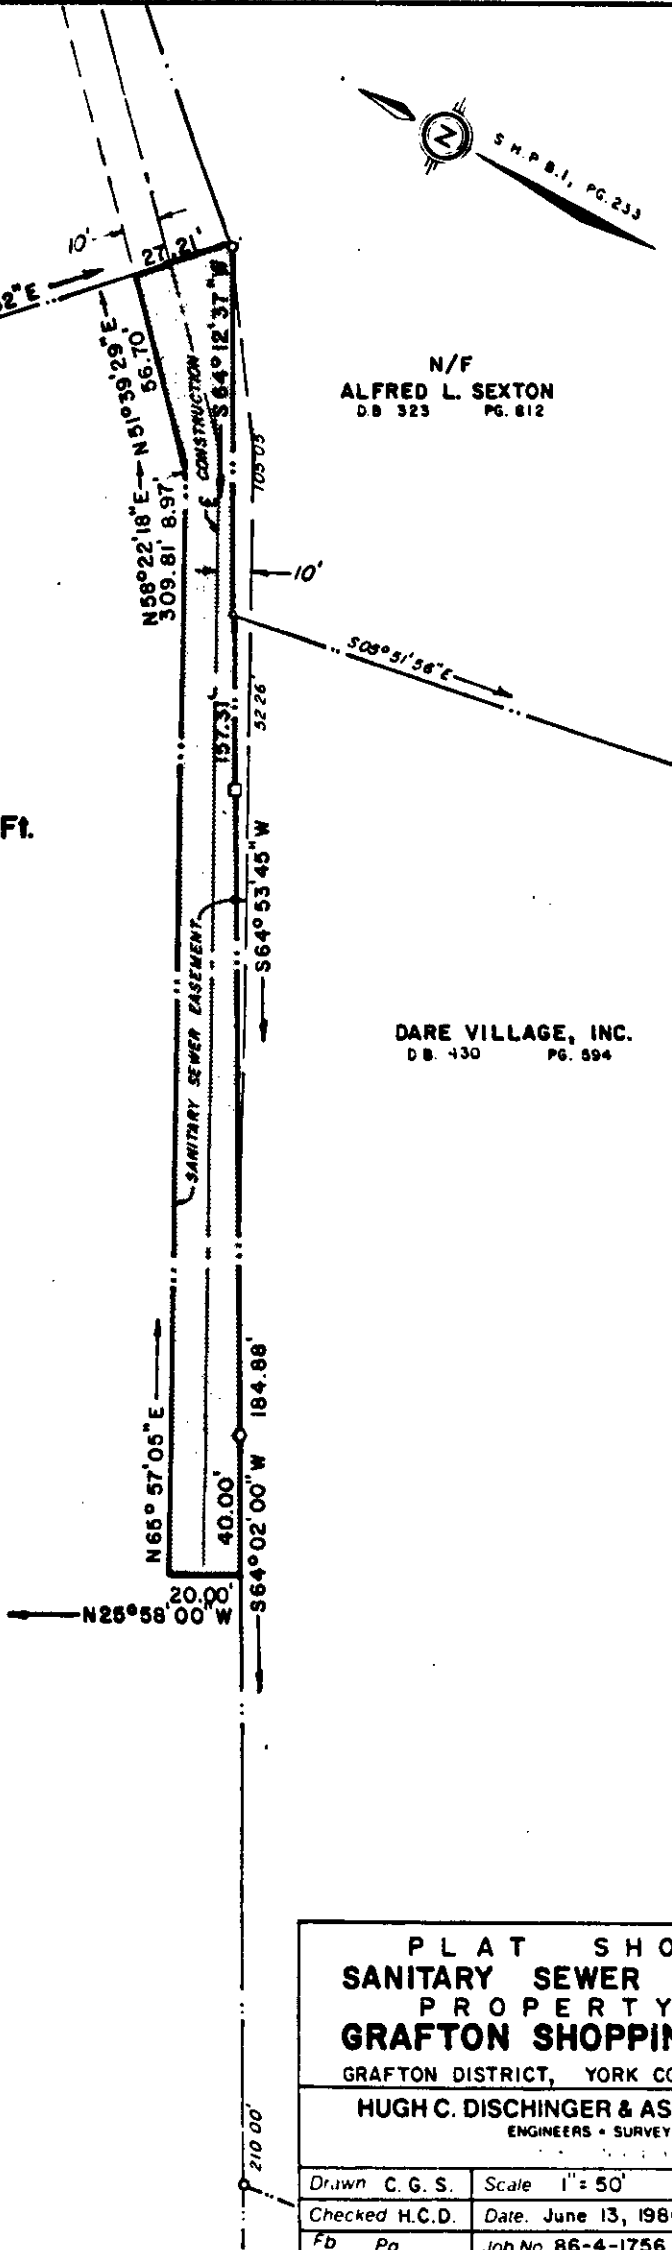 S.H.P.B.1, PG. 233
10'
27.21'
2"E
N51°39'29"E
56.70'
N58°22'18"E
309.81' 8.97'
℄ CONSTRUCTION
S64°12'37"W
105.05
N/F
ALFRED L. SEXTON
D.B. 323 PG. 812
10'
S05°51'56"E
157.31
52.26'
Ft.
S64°53'45"W
SANITARY SEWER EASEMENT
DARE VILLAGE, INC.
D.B. 430 PG. 594
N65°57'05"E
184.88'
40.00'
S64°02'00"W
20.00'
N25°58'00"W
210.00'
PLAT SHO
SANITARY SEWER
PROPERTY
GRAFTON SHOPPIN
GRAFTON DISTRICT, YORK CO
HUGH C. DISCHINGER & AS
ENGINEERS • SURVEY
Drawn C.G.S. Scale 1"=50'
Checked H.C.D. Date. June 13, 198
Fb Pg Job No. 86-4-1756